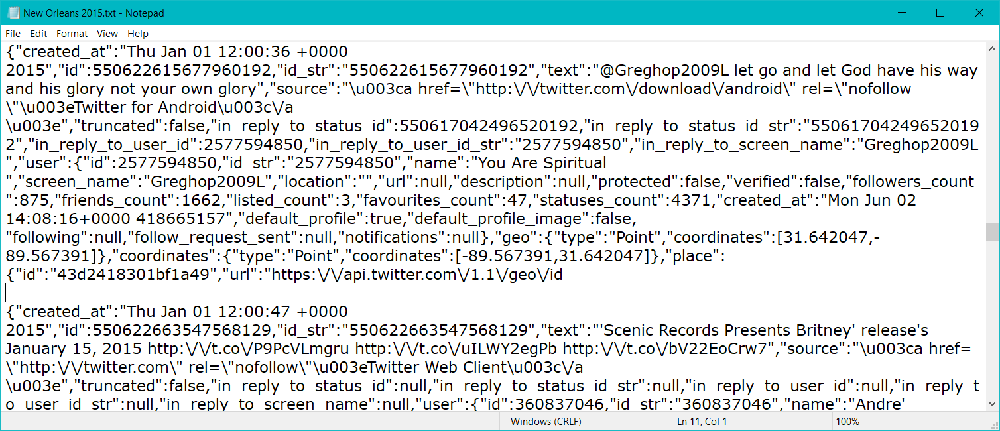 New Orleans 2015.txt - Notepad
File Edit Format View Help
{"created_at":"Thu Jan 01 12:00:36 +0000
2015","id":550622615677960192,"id_str":"550622615677960192","text":"@Greghop2009L let go and let God have his way
and his glory not your own glory","source":"\u003ca href=\"http:\/\/twitter.com\/download\/android\" rel=\"nofollow
\"\u003eTwitter for Android\u003c\/a
\u003e","truncated":false,"in_reply_to_status_id":550617042496520192,"in_reply_to_status_id_str":"55061704249652019
2","in_reply_to_user_id":2577594850,"in_reply_to_user_id_str":"2577594850","in_reply_to_screen_name":"Greghop2009L
","user":{"id":2577594850,"id_str":"2577594850","name":"You Are Spiritual
","screen_name":"Greghop2009L","location":"","url":null,"description":null,"protected":false,"verified":false,"followers_count
":875,"friends_count":1662,"listed_count":3,"favourites_count":47,"statuses_count":4371,"created_at":"Mon Jun 02
14:08:16+0000 418665157","default_profile":true,"default_profile_image":false,
"following":null,"follow_request_sent":null,"notifications":null},"geo":{"type":"Point","coordinates":[31.642047,-
89.567391]},"coordinates":{"type":"Point","coordinates":[-89.567391,31.642047]},"place":
{"id":"43d2418301bf1a49","url":"https:\/\/api.twitter.com\/1.1\/geo\/id
{"created_at":"Thu Jan 01 12:00:47 +0000
2015","id":550622663547568129,"id_str":"550622663547568129","text":"'Scenic Records Presents Britney' release's
January 15, 2015 http:\/\/t.co\/P9PcVLmgru http:\/\/t.co\/uILWY2egPb http:\/\/t.co\/bV22EoCrw7","source":"\u003ca href=
\"http:\/\/twitter.com\" rel=\"nofollow\"\u003eTwitter Web Client\u003c\/a
\u003e","truncated":false,"in_reply_to_status_id":null,"in_reply_to_status_id_str":null,"in_reply_to_user_id":null,"in_reply_t
o_user_id_str":null,"in_reply_to_screen_name":null,"user":{"id":360837046,"id_str":"360837046","name":"Andre'
Windows (CRLF)
Ln 11, Col 1
100%